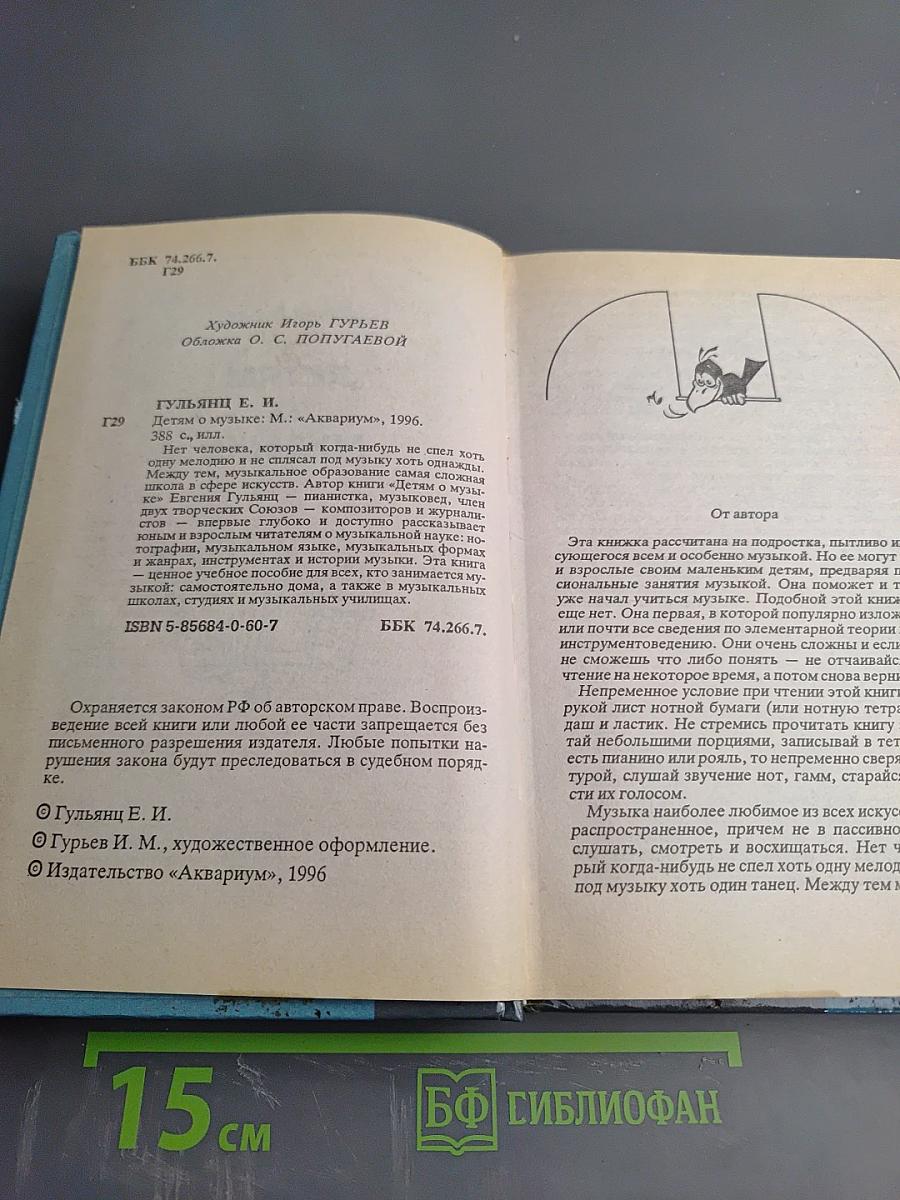 ББК 74.266.7.
Г29
Художник Игорь ГУРЬЕВ
Обложка О. С. ПОПУГАЕВОЙ
ГУЛЬЯНЦ Е. И.
Г29 Детям о музыке: М.: «Аквариум», 1996.
388 с., илл.
Нет человека, который когда-нибудь не спел хоть
одну мелодию и не сплясал под музыку хоть однажды.
Между тем, музыкальное образование самая сложная
школа в сфере искусств. Автор книги «Детям о музы-
ке» Евгения Гульянц — пианистка, музыковед, член
двух творческих Союзов — композиторов и журнали-
стов — впервые глубоко и доступно рассказывает
юным и взрослым читателям о музыкальной науке: но-
тографии, музыкальном языке, музыкальных формах
и жанрах, инструментах и истории музыки. Эта книга
— ценное учебное пособие для всех, кто занимается му-
зыкой: самостоятельно дома, а также в музыкальных
школах, студиях и музыкальных училищах.
ISBN 5-85684-0-60-7 ББК 74.266.7.
Охраняется законом РФ об авторском праве. Воспроиз-
ведение всей книги или любой ее части запрещается без
письменного разрешения издателя. Любые попытки на-
рушения закона будут преследоваться в судебном поряд-
ке.
© Гульянц Е. И.
© Гурьев И. М., художественное оформление.
© Издательство «Аквариум», 1996
От автора
Эта книжка рассчитана на подростка, пытливо и
сующегося всем и особенно музыкой. Но ее могут
и взрослые своим маленьким детям, предваряя п
сиональные занятия музыкой. Она поможет и т
уже начал учиться музыке. Подобной этой книж
еще нет. Она первая, в которой популярно излож
или почти все сведения по элементарной теории
инструментоведению. Они очень сложны и если
не сможешь что либо понять — не отчаивайс
чтение на некоторое время, а потом снова верни
Непременное условие при чтении этой книг
рукой лист нотной бумаги (или нотную тетра
даш и ластик. Не стремись прочитать книгу
тай небольшими порциями, записывай в тет
есть пианино или рояль, то непременно сверя
турой, слушай звучение нот, гамм, старайс
сти их голосом.
Музыка наиболее любимое из всех искусс
распространенное, причем не в пассивно
слушать, смотреть и восхищаться. Нет ч
рый когда-нибудь не спел хоть одну мелод
под музыку хоть один танец. Между тем м
15 см
БФ БИБЛИОФАН